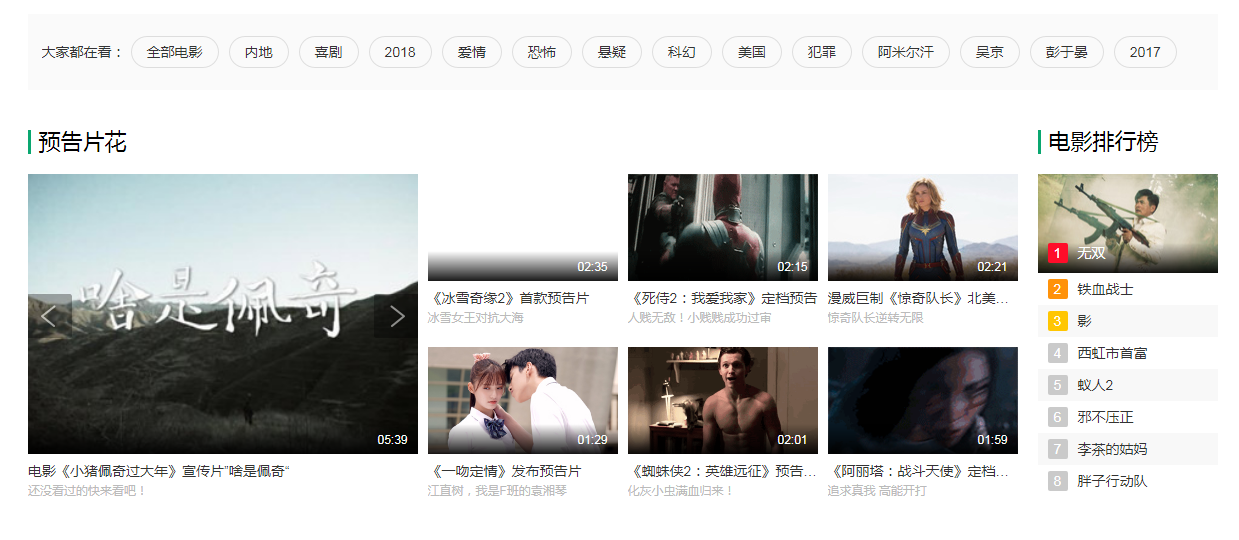 大家都在看： 全部电影 内地 喜剧 2018 爱情 恐怖 悬疑 科幻 美国 犯罪 阿米尔汗 吴京 彭于晏 2017
预告片花
啥是佩奇
05:39
电影《小猪佩奇过大年》宣传片”啥是佩奇“
还没看过的快来看吧！
02:35
《冰雪奇缘2》首款预告片
冰雪女王对抗大海
02:15
《死侍2：我爱我家》定档预告
人贱无敌！小贱贱成功过审
02:21
漫威巨制《惊奇队长》北美...
惊奇队长逆转无限
01:29
《一吻定情》发布预告片
江直树，我是F班的袁湘琴
02:01
《蜘蛛侠2：英雄远征》预告...
化灰小虫满血归来！
01:59
《阿丽塔：战斗天使》定档...
追求真我 高能开打
电影排行榜
1 无双
2 铁血战士
3 影
4 西虹市首富
5 蚁人2
6 邪不压正
7 李茶的姑妈
8 胖子行动队